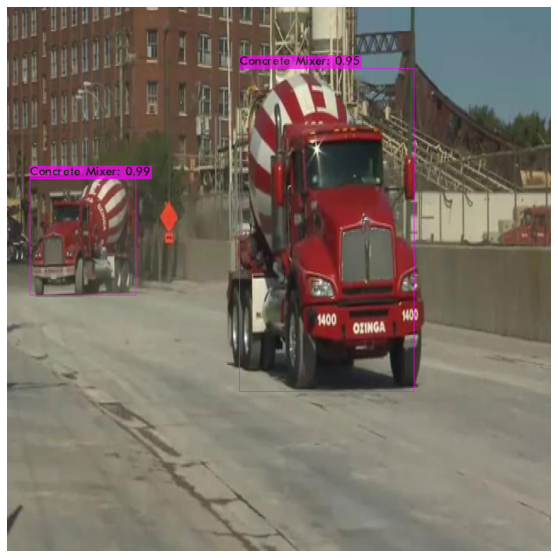 Concrete Mixer: 0.95
Concrete Mixer: 0.99
1400
OZINGA
1400